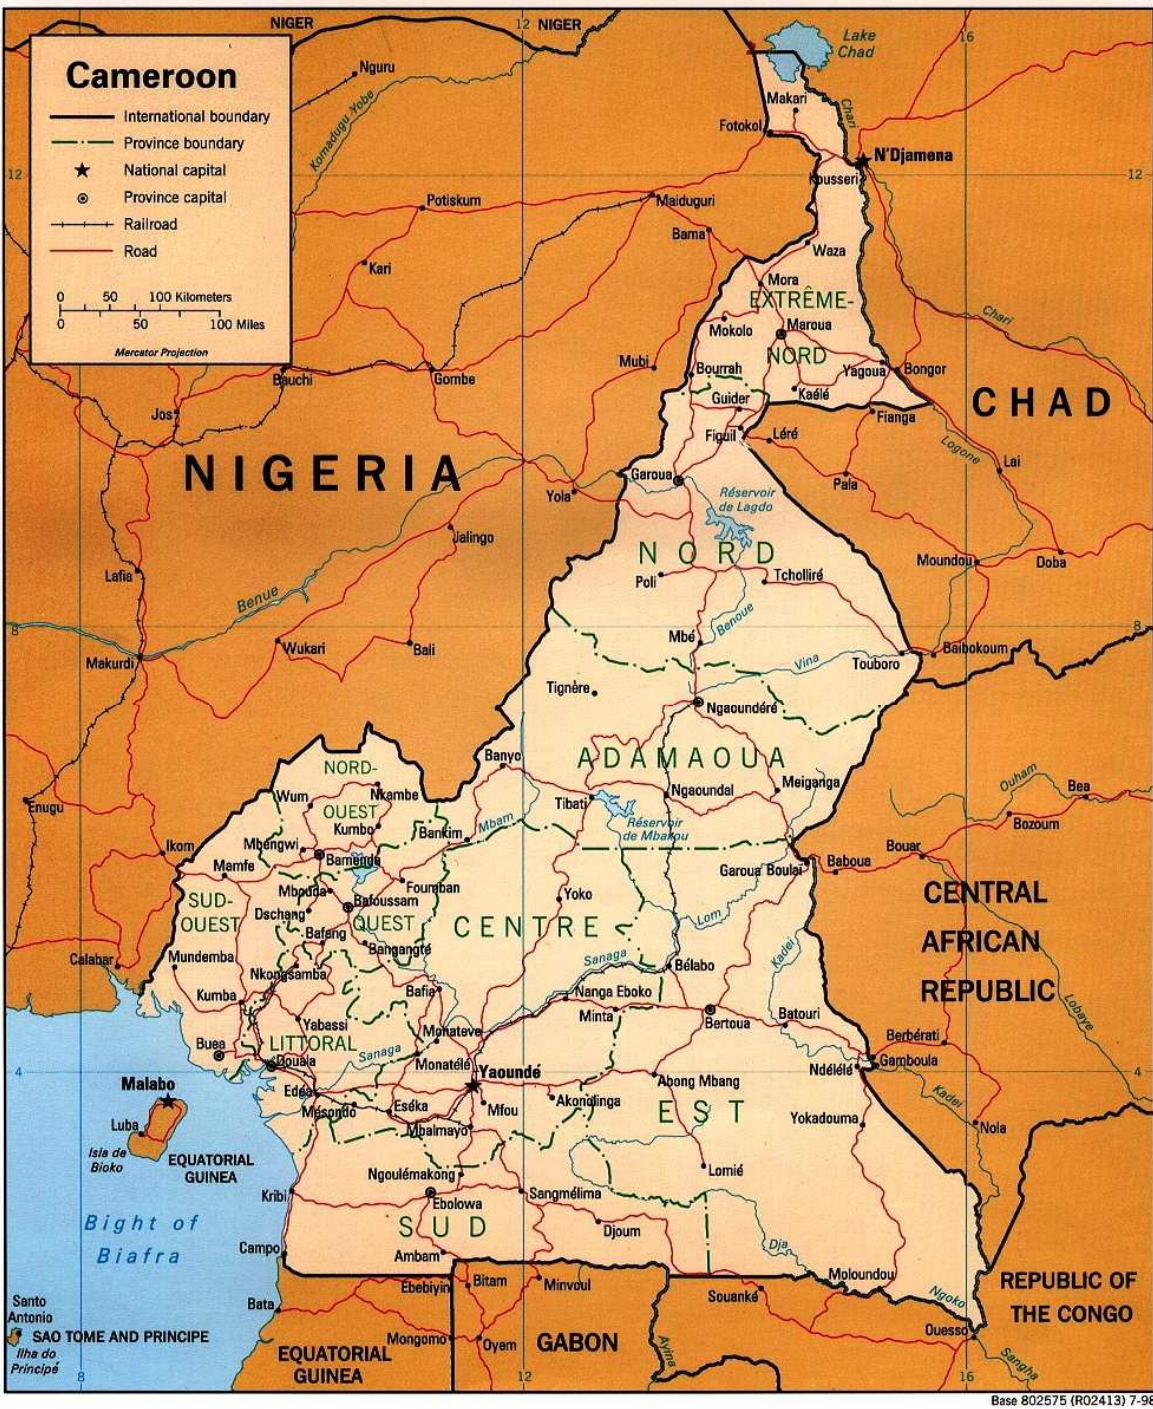 NIGER
12
NIGER
16
Lake
Chad
Cameroon
International boundary
Province boundary
National capital
Province capital
Railroad
Road
0 50 100 Kilometers
0 50 100 Miles
Mercator Projection
Nguru
Komadugu Yobe
Makari
Fotokol
Chari
N'Djamena
12
12
Kousseri
Potiskum
Maiduguri
Bama
Waza
Kari
Mora
EXTRÊME-
NORD
Chari
Mokolo
Maroua
Mubi
Bourrah
Yagoua
Bongor
Bauchi
Gombe
Kaélé
CHAD
Jos
Guider
Fianga
Figuil
Léré
Logone
NIGERIA
Garoua
Lai
Yola
Réservoir
de Lagdo
Pala
Jalingo
NORD
Moundou
Doba
Lafia
Poli
Tcholliré
Benue
Benoue
8
8
Mbé
Wukari
Bali
Makurdi
Vina
Touboro
Baibokoum
Tignère
Ngaoundéré
Banyo
ADAMAOUA
NORD-
OUEST
Wum
Nkambe
Tibati
Ngaoundal
Meiganga
Ouham
Bea
Enugu
Kumbo
Bankim
Mbam
Réservoir
de Mbakou
Bozoum
Ikom
Mbengwi
Bamenda
Bouar
Mamfe
Garoua Boulai
Baboua
Mbouda
Foumban
Yoko
CENTRAL
AFRICAN
REPUBLIC
SUD-
OUEST
Dschang
Bafoussam
OUEST
CENTRE
Lom
Bafang
Bangangté
Kadei
Calabar
Mundemba
Nkongsamba
Sanaga
Bélabo
Kumba
Bafia
Nanga Eboko
Lobaye
Minta
Bertoua
Batouri
Yabassi
Monateve
Berbérati
Buea
LITTORAL
Sanaga
Douala
Monatélé
Yaoundé
Ndélélé
Gamboula
4
4
Malabo
Edéa
Abong Mbang
Kadei
Mésondo
Eséka
Mfou
Akonolinga
EST
Luba
Mbalmayo
Yokadouma
Nola
Isla de
Bioko
EQUATORIAL
GUINEA
Ngoulémakong
Lomié
Kribi
Ebolowa
Sangmélima
Bight of
Biafra
SUD
Djoum
Campo
Ambam
Dja
Moloundou
Ebebiyin
Bitam
Minvoul
Souanké
Ngoko
REPUBLIC OF
THE CONGO
Santo
Antonio
Bata
SAO TOME AND PRINCIPE
Ilha do
Príncipé
Mongomo
Oyem
GABON
Ayina
Ouesso
Sangha
EQUATORIAL
GUINEA
8
12
16
Base 802575 (R02413) 7-98